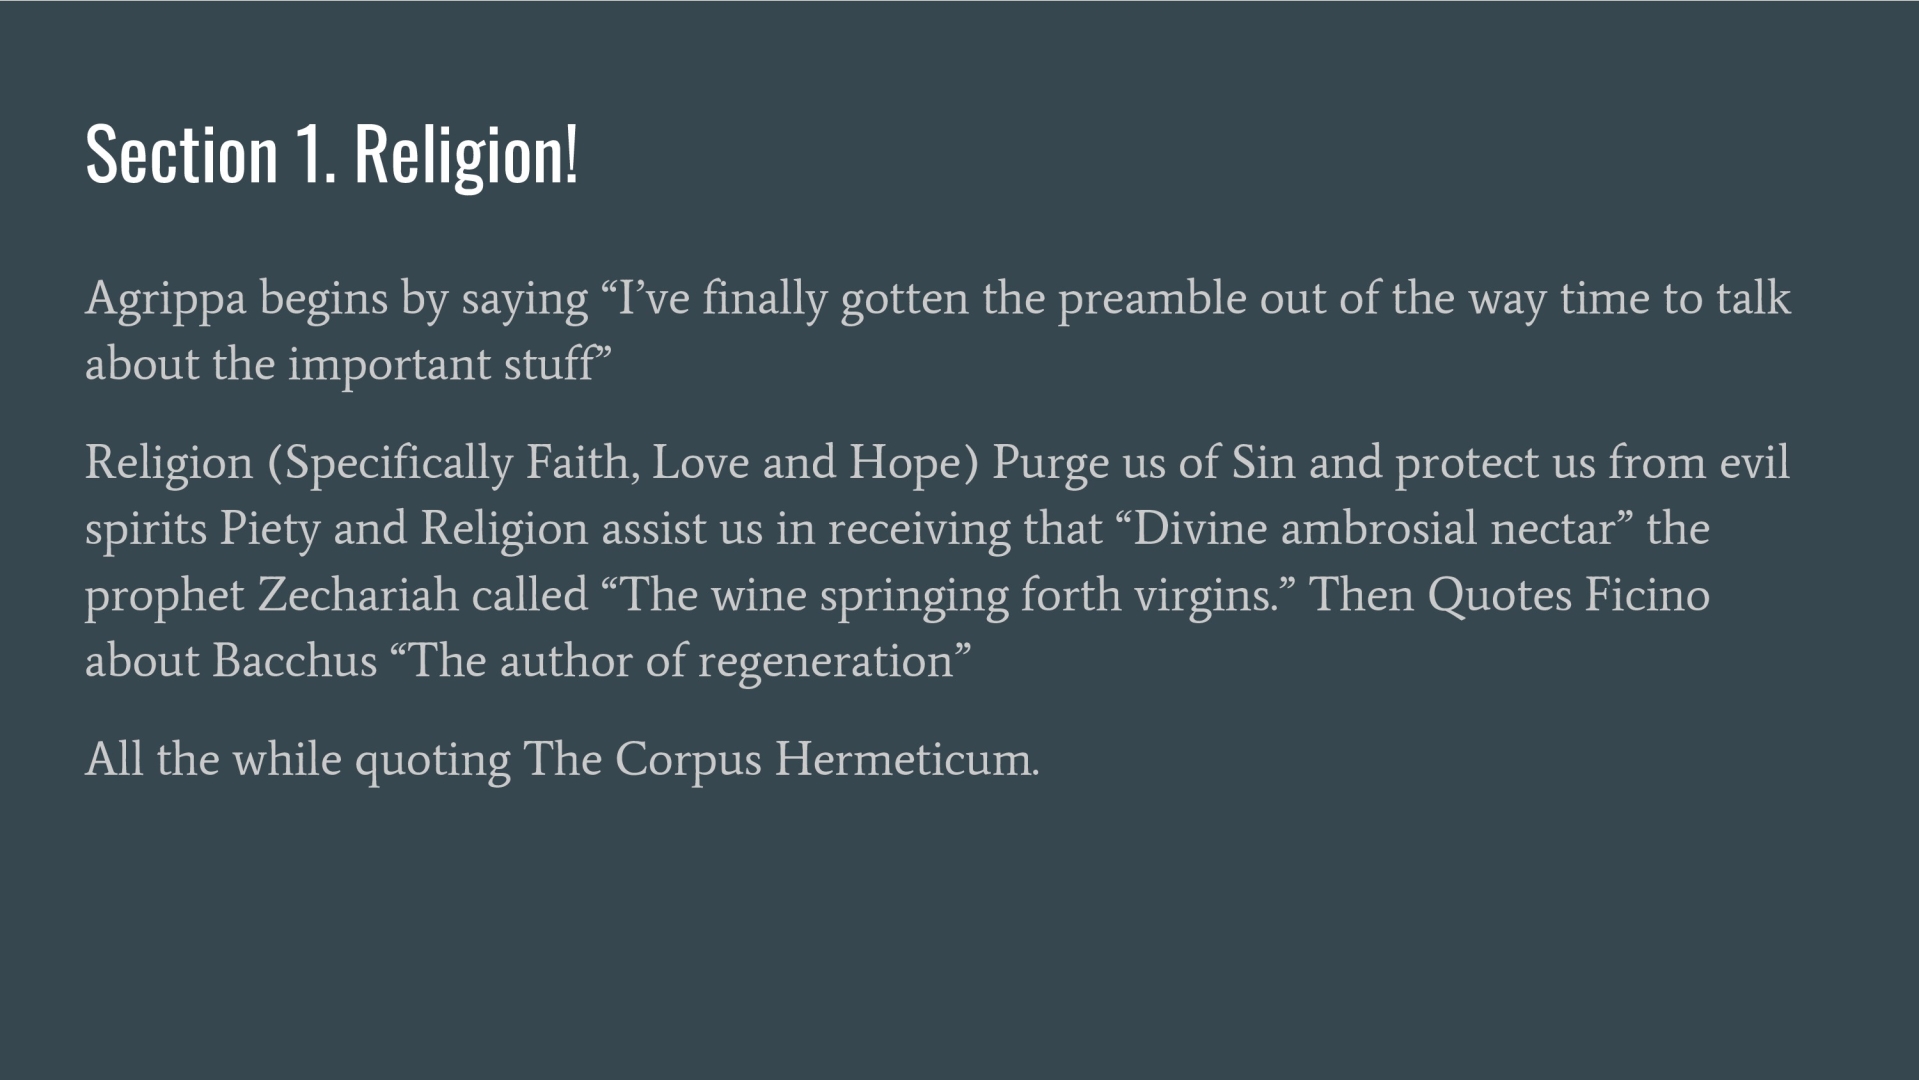 Section 1. Religion!
Agrippa begins by saying “I’ve finally gotten the preamble out of the way time to talk
about the important stuff”
Religion (Specifically Faith, Love and Hope) Purge us of Sin and protect us from evil
spirits Piety and Religion assist us in receiving that “Divine ambrosial nectar” the
prophet Zechariah called “The wine springing forth virgins.” Then Quotes Ficino
about Bacchus “The author of regeneration”
All the while quoting The Corpus Hermeticum.